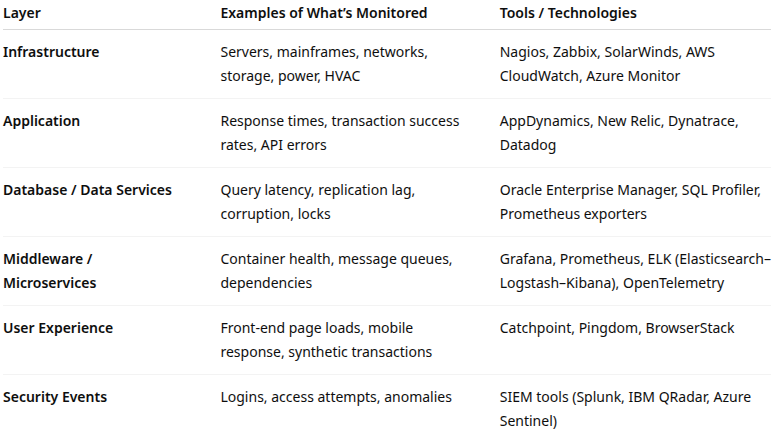 Layer Examples of What’s Monitored Tools / Technologies
Infrastructure Servers, mainframes, networks, Nagios, Zabbix, SolarWinds, AWS
storage, power, HVAC CloudWatch, Azure Monitor
Application Response times, transaction success AppDynamics, New Relic, Dynatrace,
rates, API errors Datadog
Database / Data Services Query latency, replication lag, Oracle Enterprise Manager, SQL Profiler,
corruption, locks Prometheus exporters
Middleware / Container health, message queues, Grafana, Prometheus, ELK (Elasticsearch–
Microservices dependencies Logstash–Kibana), OpenTelemetry
User Experience Front-end page loads, mobile Catchpoint, Pingdom, BrowserStack
response, synthetic transactions
Security Events Logins, access attempts, anomalies SIEM tools (Splunk, IBM QRadar, Azure
Sentinel)